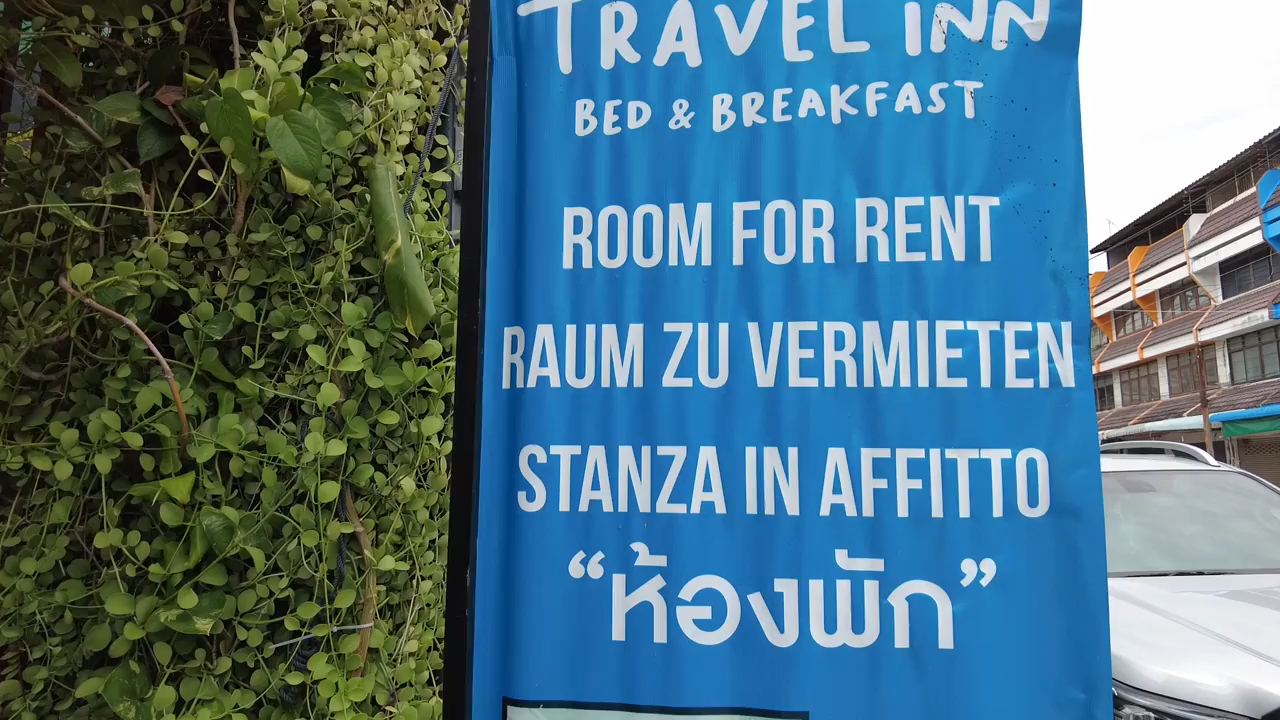 TRAVEL INN
BED & BREAKFAST
ROOM FOR RENT
RAUM ZU VERMIETEN
STANZA IN AFFITTO
“ห้องพัก”